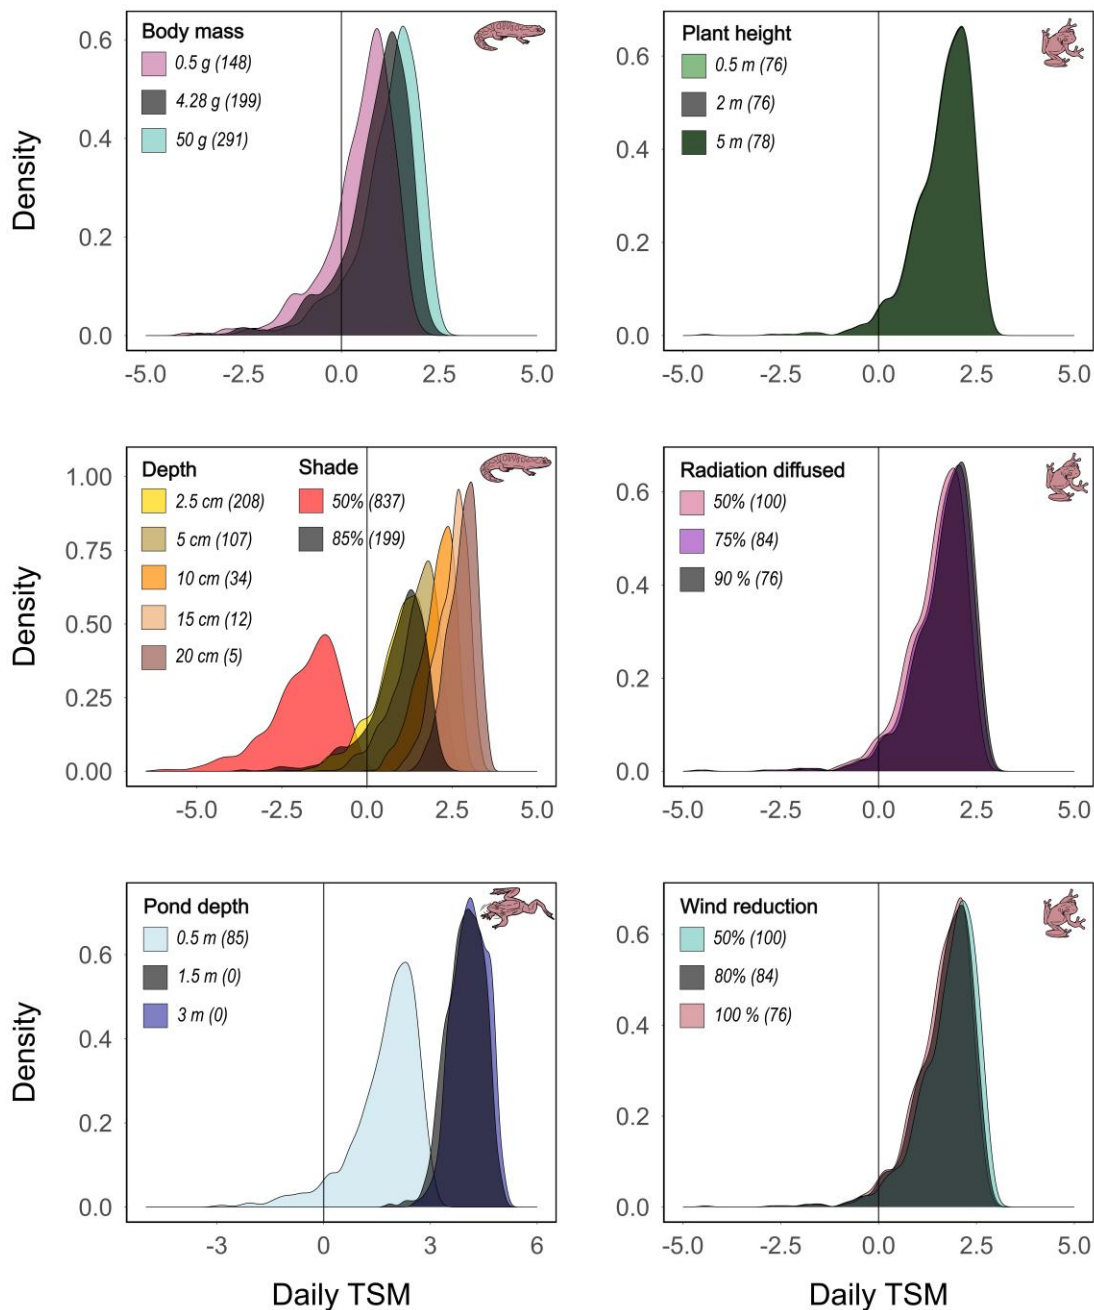 Body mass
0.5 g (148)
4.28 g (199)
50 g (291)
0.6
0.4
0.2
0.0
Density
-5.0 -2.5 0.0 2.5 5.0
Plant height
0.5 m (76)
2 m (76)
5 m (78)
0.6
0.4
0.2
0.0
-5.0 -2.5 0.0 2.5 5.0
Depth Shade
2.5 cm (208) 50% (837)
5 cm (107) 85% (199)
10 cm (34)
15 cm (12)
20 cm (5)
1.00
0.75
0.50
0.25
0.00
Density
-5.0 -2.5 0.0 2.5 5.0
Radiation diffused
50% (100)
75% (84)
90 % (76)
0.6
0.4
0.2
0.0
-5.0 -2.5 0.0 2.5 5.0
Pond depth
0.5 m (85)
1.5 m (0)
3 m (0)
0.6
0.4
0.2
0.0
Density
-3 0 3 6
Daily TSM
Wind reduction
50% (100)
80% (84)
100 % (76)
0.6
0.4
0.2
0.0
-5.0 -2.5 0.0 2.5 5.0
Daily TSM